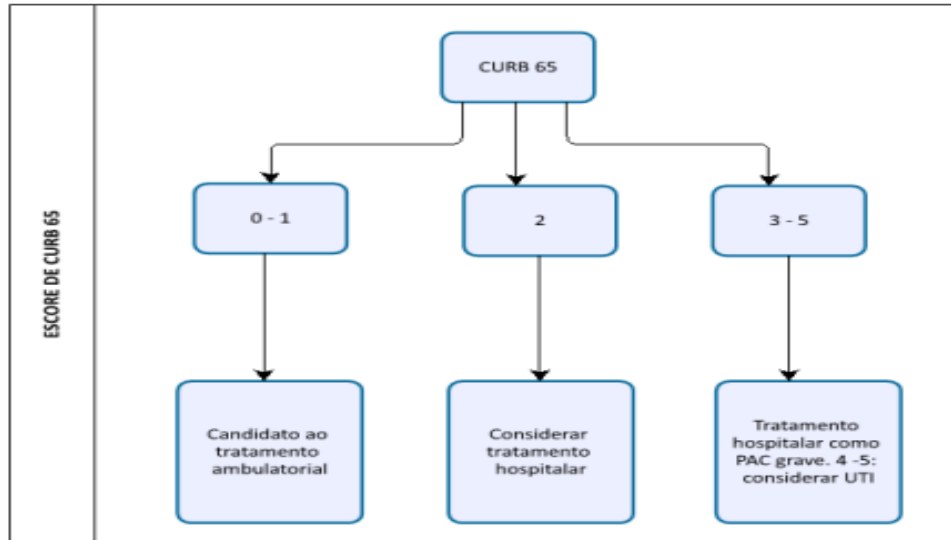 ESCORE DE CURB 65
CURB 65
0 - 1
2
3 - 5
Candidato ao
tratamento
ambulatorial
Considerar
tratamento
hospitalar
Tratamento
hospitalar como
PAC grave. 4 -5:
considerar UTI